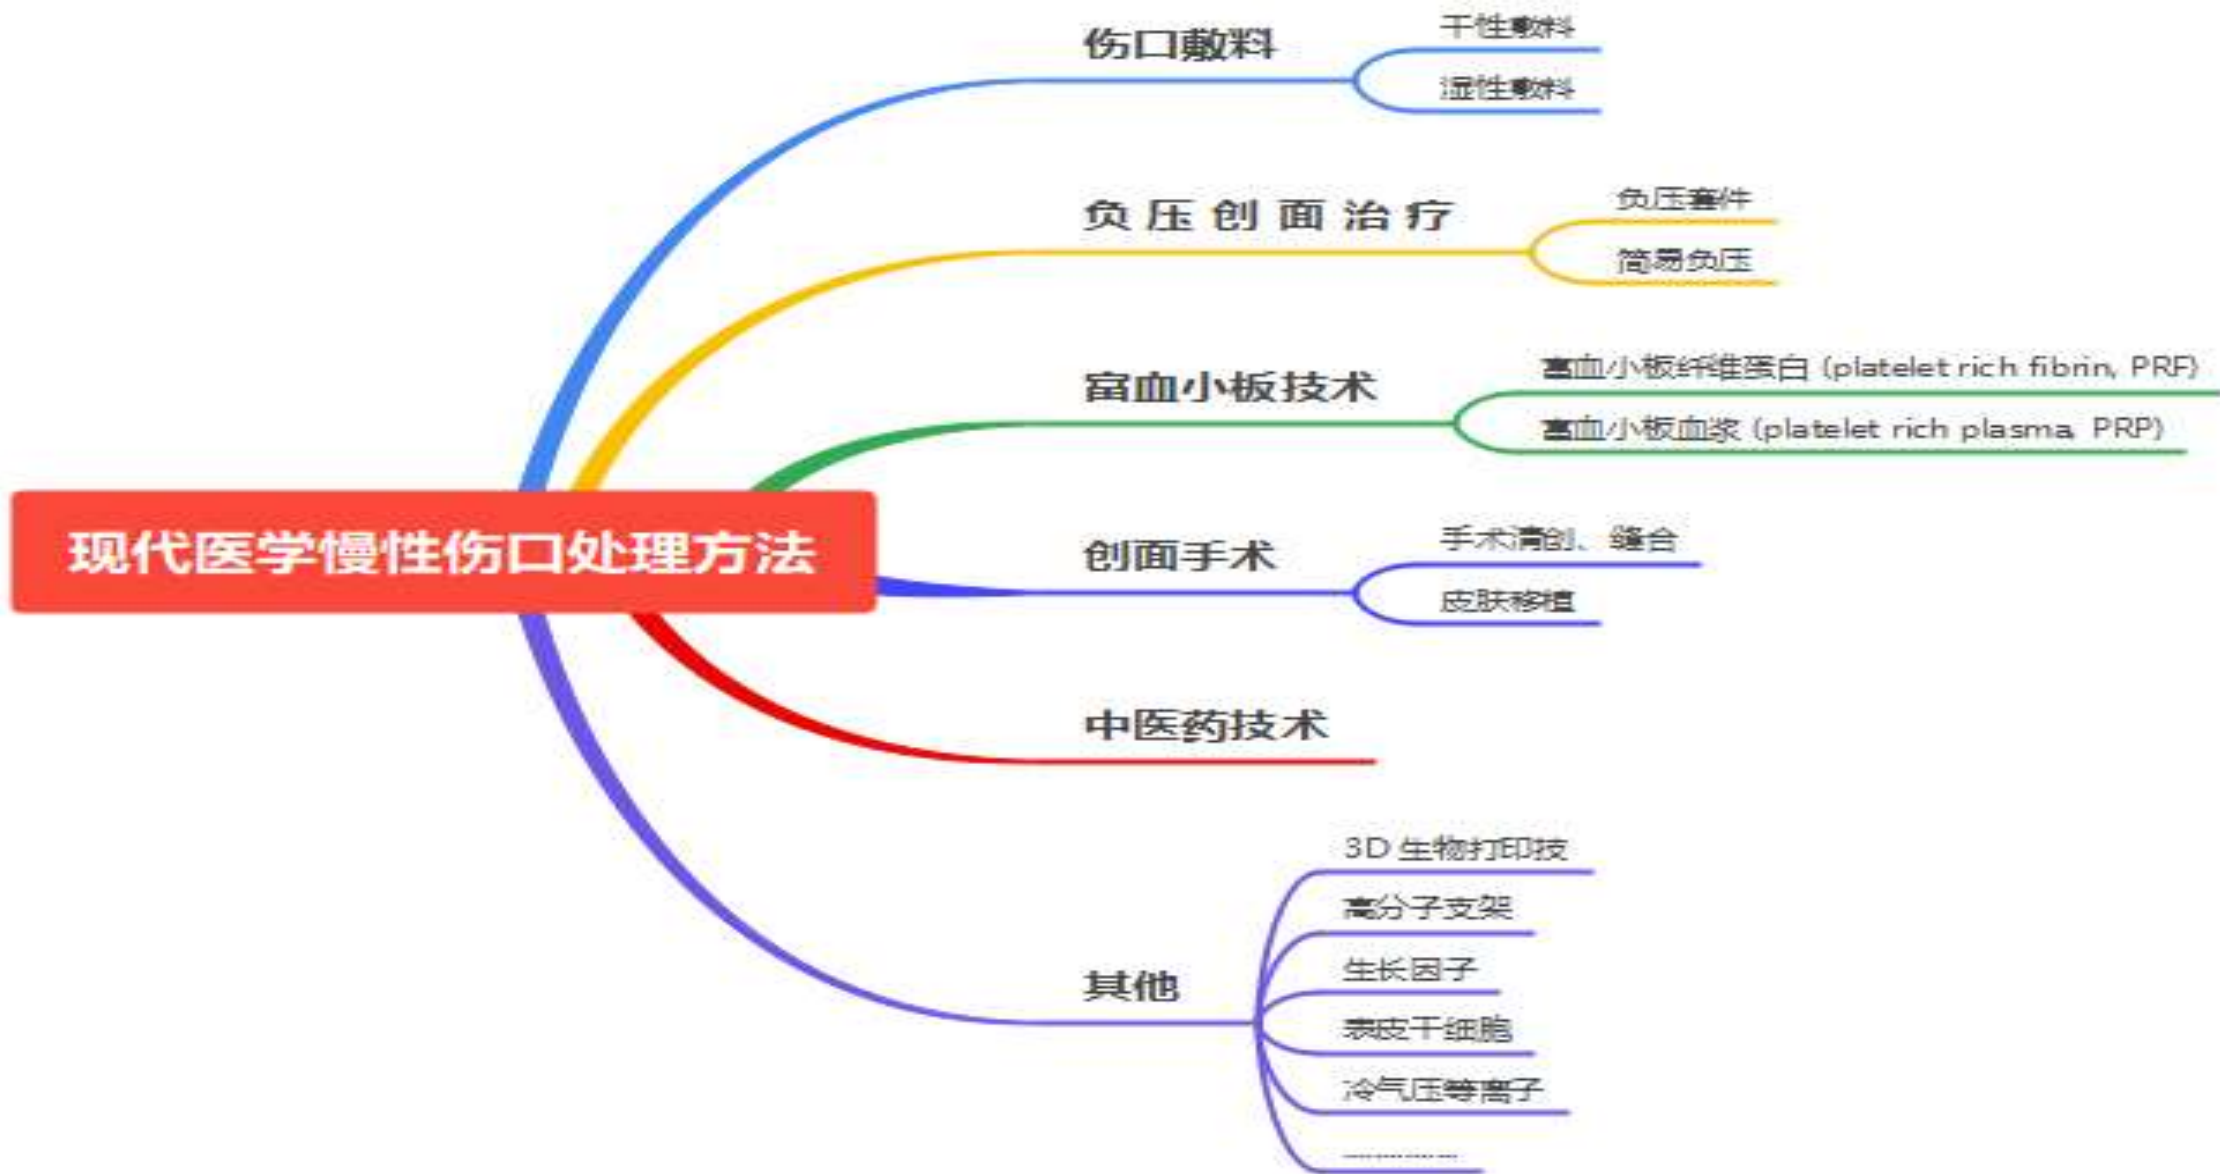 伤口敷料
干性敷料
湿性敷料
负压创面治疗
负压套件
简易负压
富血小板技术
富血小板纤维蛋白 (platelet rich fibrin, PRF)
富血小板血浆 (platelet rich plasma, PRP)
现代医学慢性伤口处理方法
创面手术
手术清创、缝合
皮肤移植
中医药技术
其他
3D 生物打印技
高分子支架
生长因子
表皮干细胞
冷气压等离子
...............